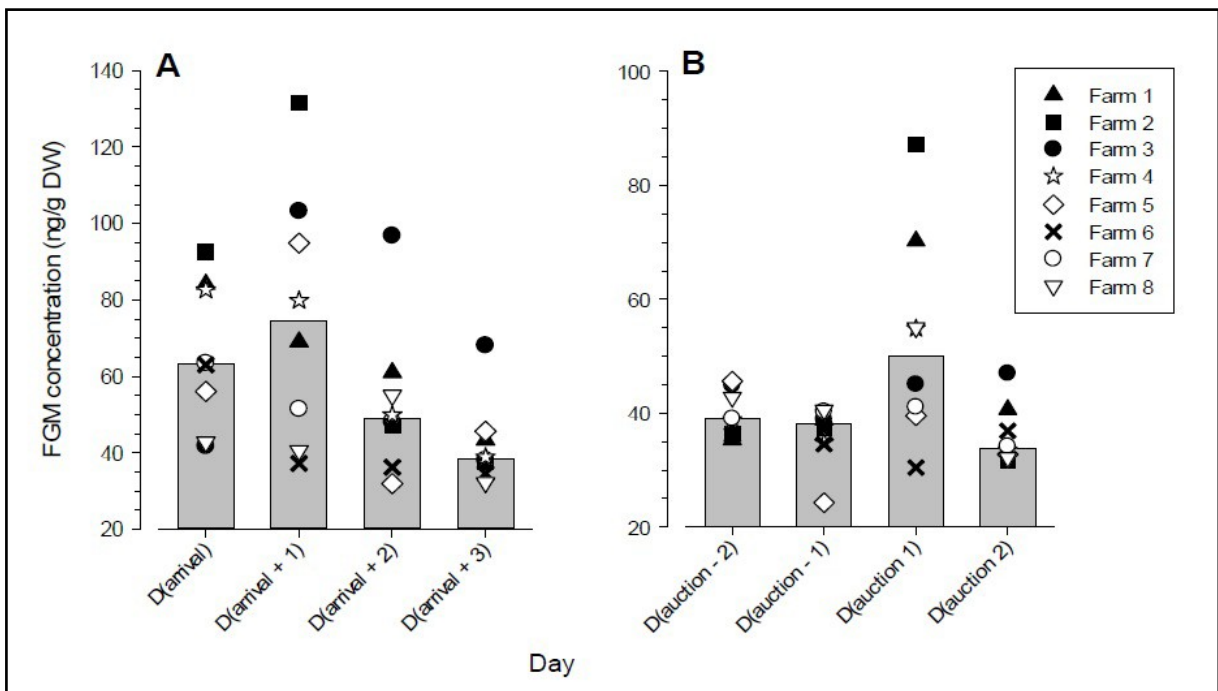 A
B
FGM concentration (ng/g DW)
140
120
100
80
60
40
20
D(arrival)
D(arrival + 1)
D(arrival + 2)
D(arrival + 3)
100
80
60
40
20
D(auction - 2)
D(auction - 1)
D(auction 1)
D(auction 2)
Farm 1
Farm 2
Farm 3
Farm 4
Farm 5
Farm 6
Farm 7
Farm 8
Day